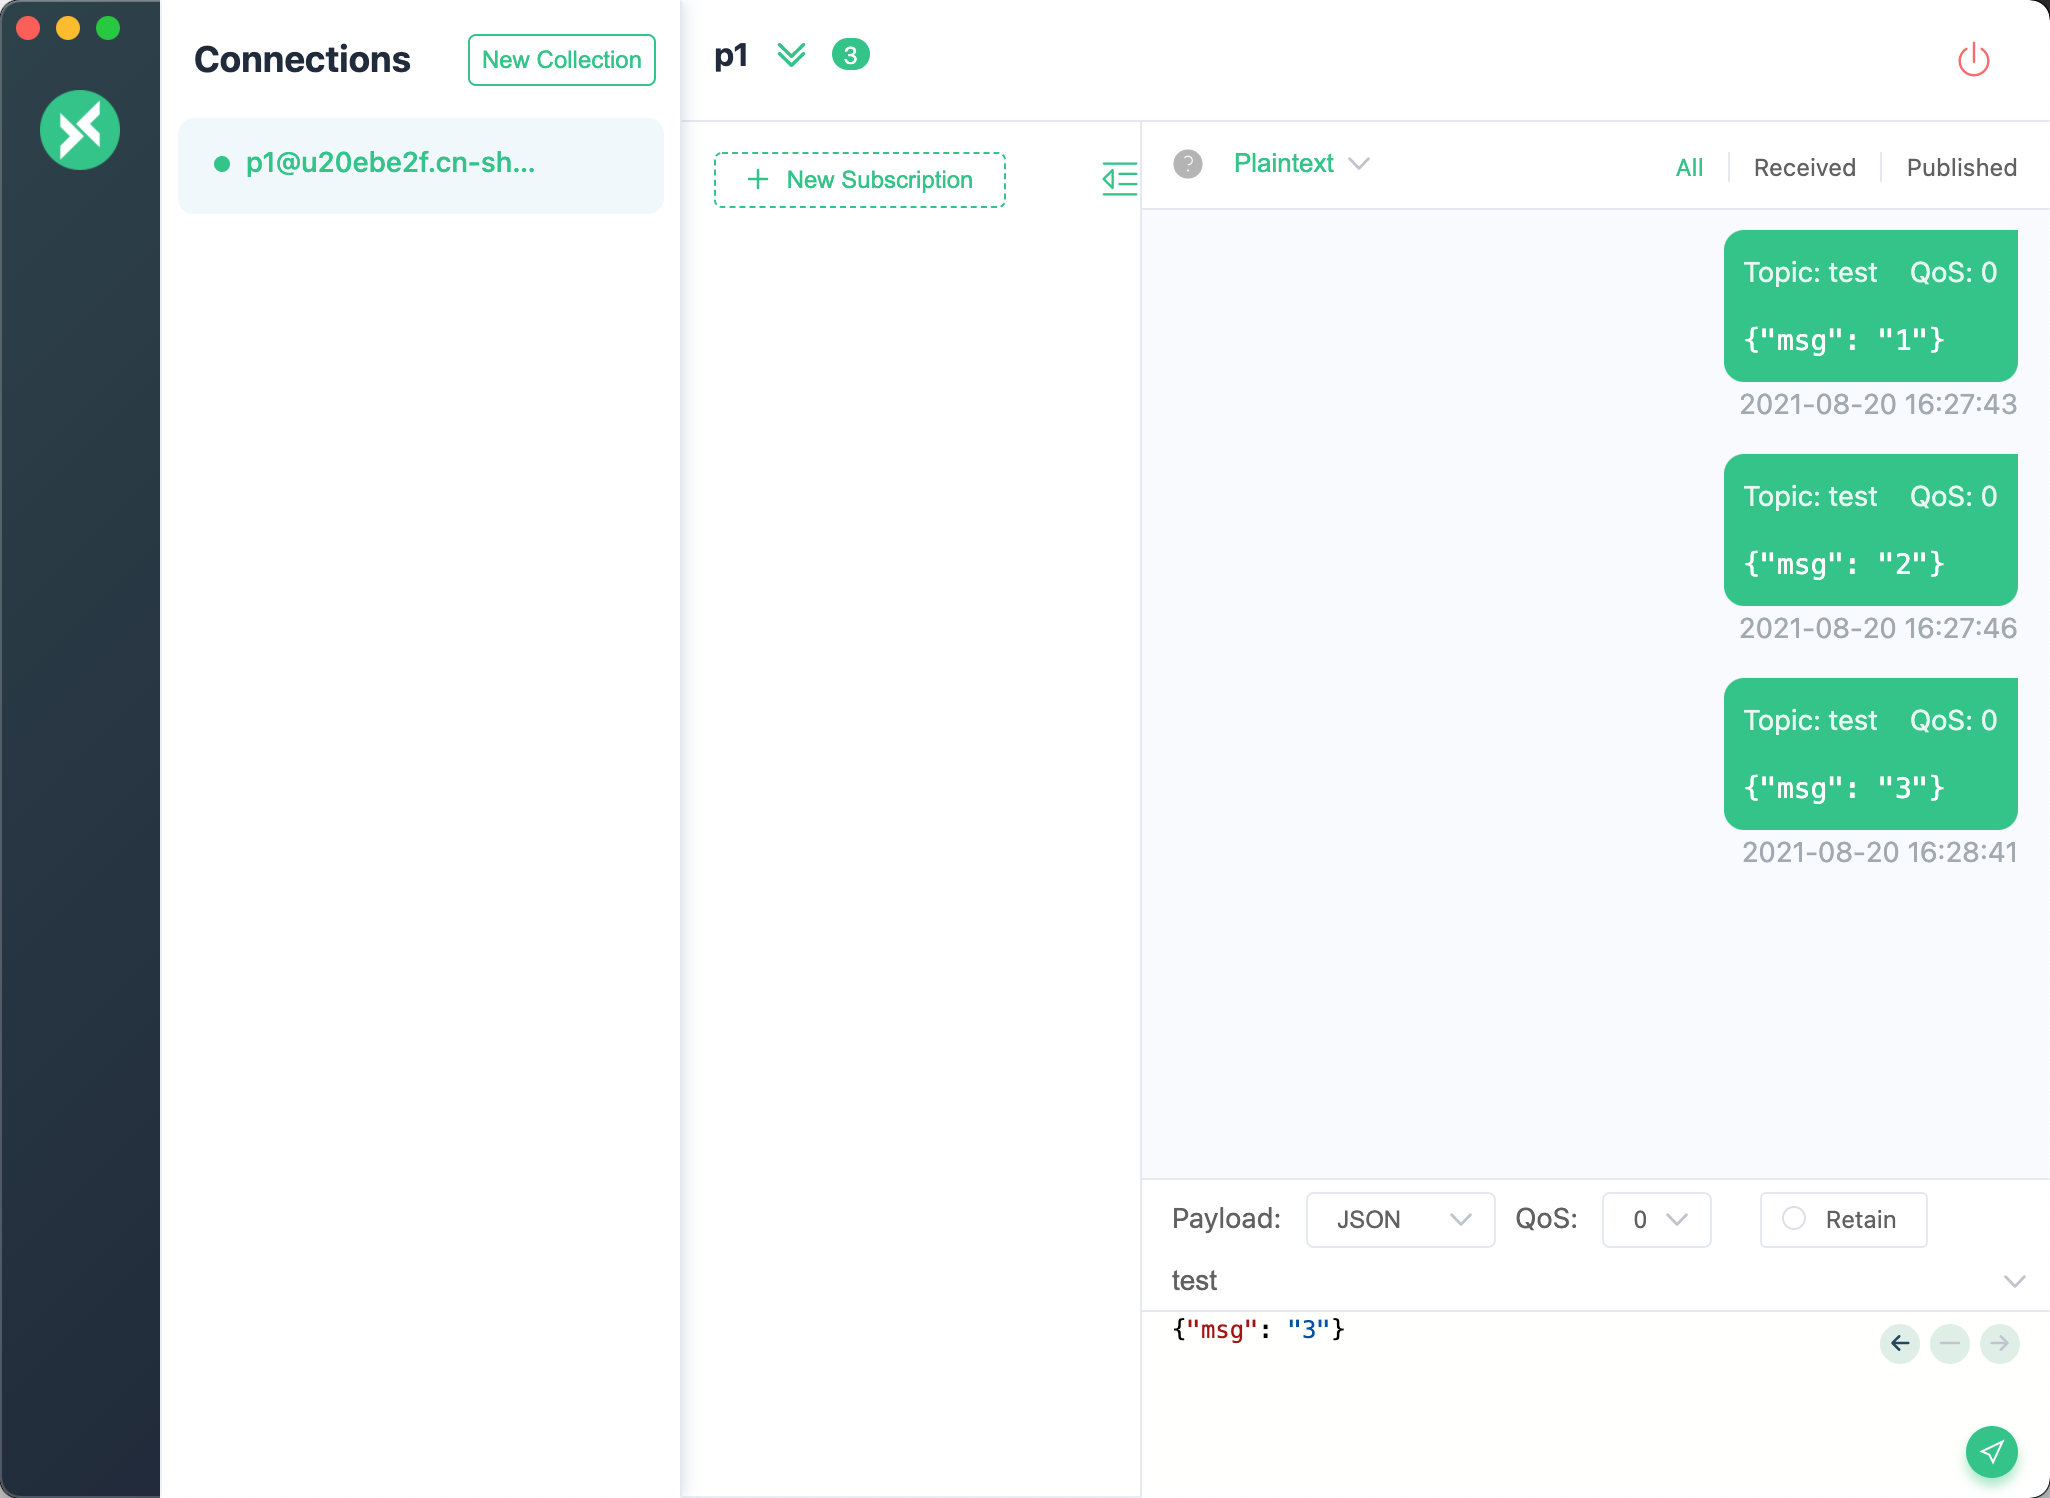 Connections
New Collection
p1@u20ebe2f.cn-sh...
p1
3
New Subscription
?
Plaintext
All
Received
Published
Topic: test QoS: 0
{"msg": "1"}
2021-08-20 16:27:43
Topic: test QoS: 0
{"msg": "2"}
2021-08-20 16:27:46
Topic: test QoS: 0
{"msg": "3"}
2021-08-20 16:28:41
Payload: JSON QoS: 0 Retain
test
{"msg": "3"}